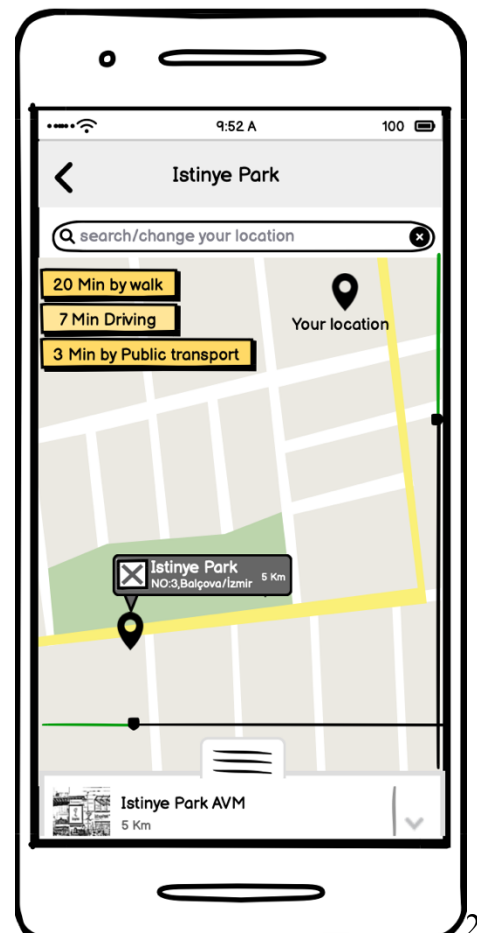 9:52 A
100
Istinye Park
search/change your location
20 Min by walk
7 Min Driving
3 Min by Public transport
Your location
Istinye Park
NO:3,Balçova/İzmir 5 Km
Istinye Park AVM
5 Km
2